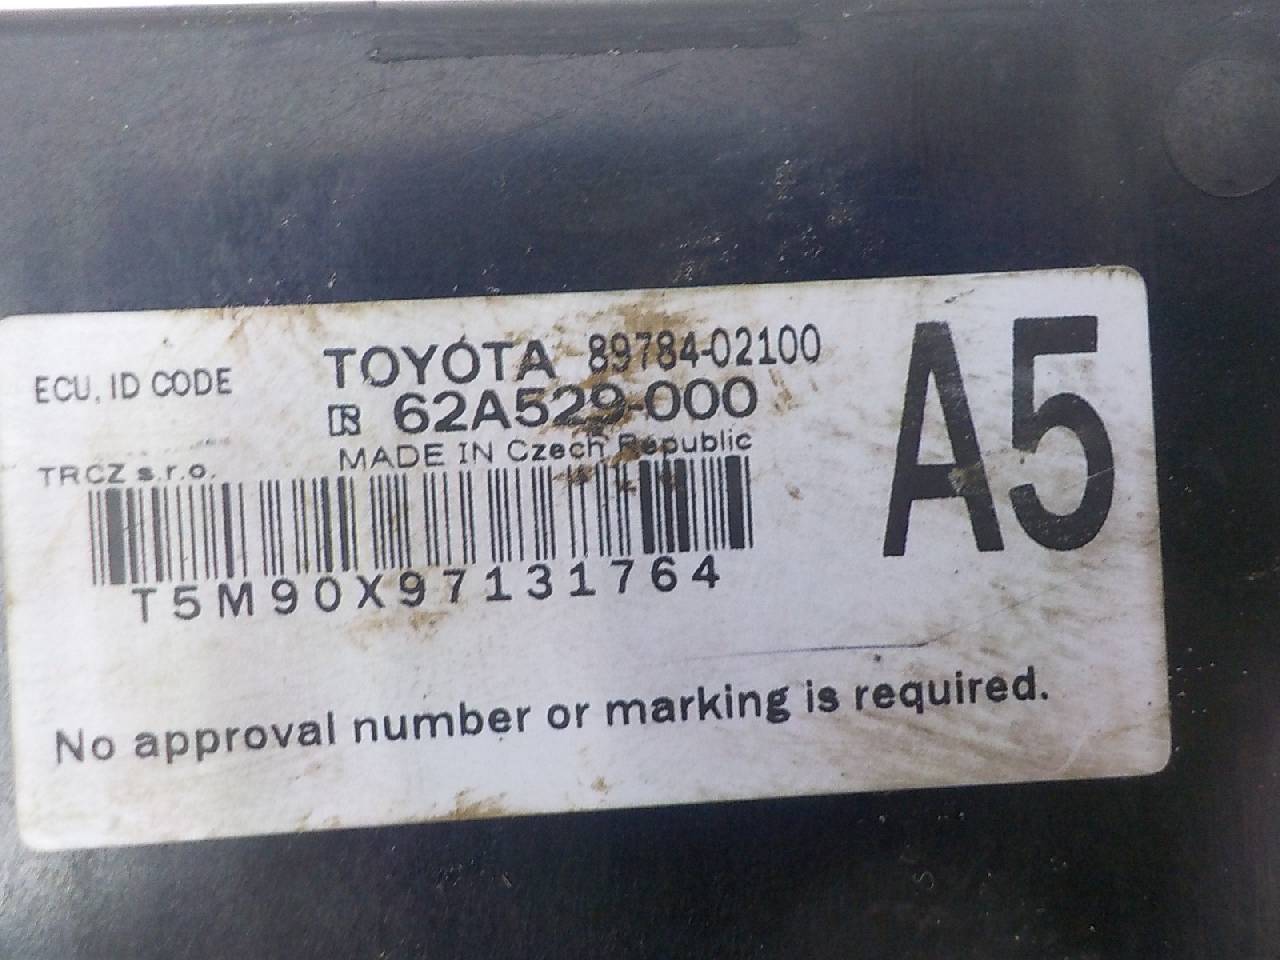 ECU, ID CODE
TOYOTA 89784-02100
62A529-000
MADE IN Czech Republic
TRCZ s.r.o.
T5M90X97131764
A5
No approval number or marking is required.